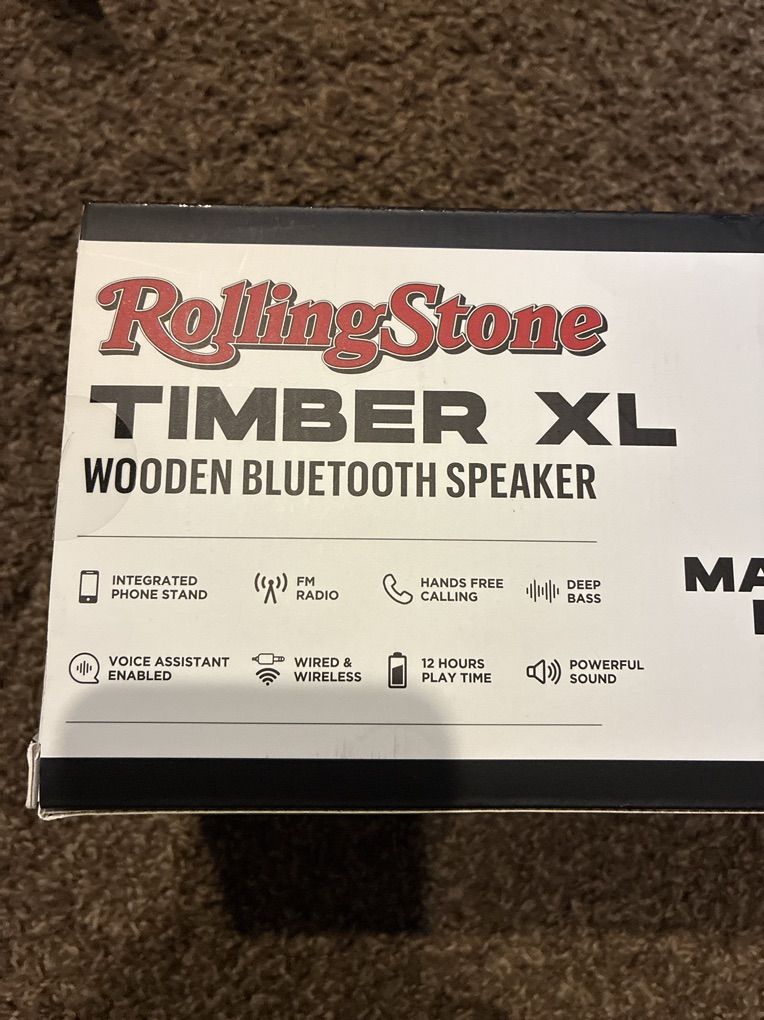 RollingStone
TIMBER XL
WOODEN BLUETOOTH SPEAKER
INTEGRATED
PHONE STAND
FM
RADIO
HANDS FREE
CALLING
DEEP
BASS
VOICE ASSISTANT
ENABLED
WIRED &
WIRELESS
12 HOURS
PLAY TIME
POWERFUL
SOUND
MA